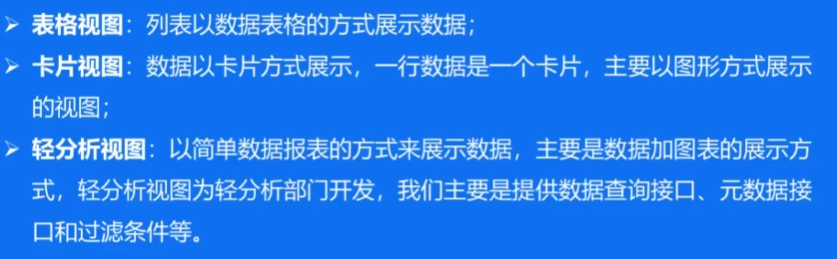 ➢ 表格视图：列表以数据表格的方式展示数据；
➢ 卡片视图：数据以卡片方式展示，一行数据是一个卡片，主要以图形方式展示
的视图；
➢ 轻分析视图：以简单数据报表的方式来展示数据，主要是数据加图表的展示方
式，轻分析视图为轻分析部门开发，我们主要是提供数据查询接口、元数据接
口和过滤条件等。